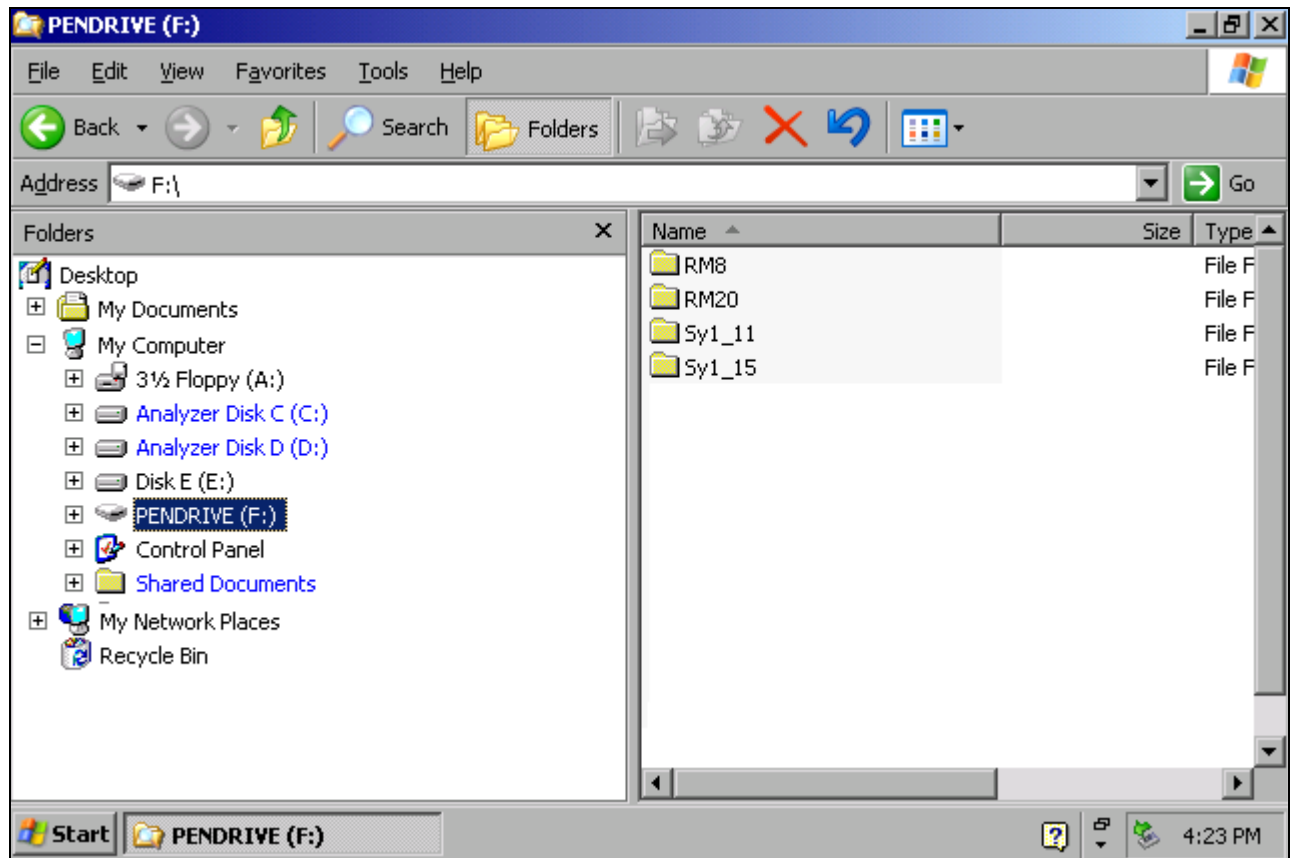 PENDRIVE (F:)
File Edit View Favorites Tools Help
Back Search Folders
Address F:\ Go
Folders
Desktop
My Documents
My Computer
3½ Floppy (A:)
Analyzer Disk C (C:)
Analyzer Disk D (D:)
Disk E (E:)
PENDRIVE (F:)
Control Panel
Shared Documents
My Network Places
Recycle Bin
Name Size Type
RM8 File F
RM20 File F
Sy1_11 File F
Sy1_15 File F
Start PENDRIVE (F:) 4:23 PM